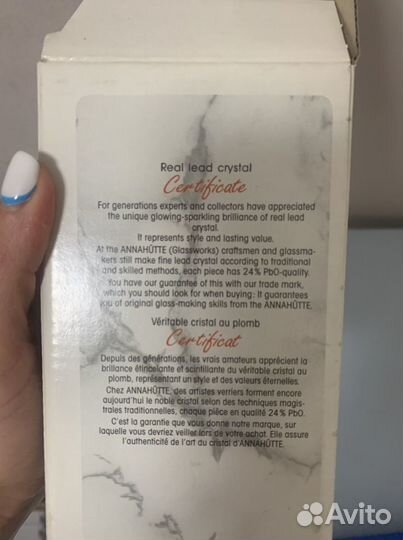 Real lead crystal
Certificate
For generations experts and collectors have appreciated
the unique glowing-sparkling brilliance of real lead
crystal.
It represents style and lasting value.
At the ANNAHÜTTE (Glassworks) craftsmen and glassma-
kers still make fine lead crystal according to traditional
and skilled methods, each piece has 24% PbO-quality.
You have our guarantee of this with our trade mark,
which you should look for when buying: It guarantees
you of original glass-making skills from the ANNAHÜTTE.
Véritable cristal au plomb
Certificat
Depuis des générations, les vrais amateurs apprécient la
brillance étincelante et scintillante du véritable cristal au
plomb, représentant un style et des valeurs éternelles.
Chez ANNAHÜTTE, des artistes verriers forment encore
aujourd'hui le noble cristal selon des techniques magis-
trales traditionnelles, chaque pièce en qualité 24% PbO.
C'est la garantie que vous donne notre marque, sur
laquelle vous devriez veiller lors de votre achat. Elle assure
l'authenticité de l'art du cristal d'ANNAHÜTTE.
Avito